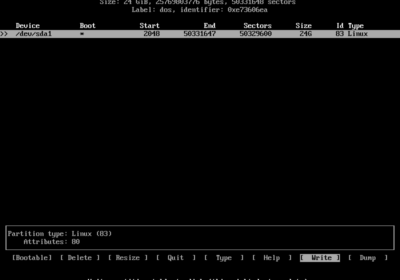 Size: 24 GiB, 25769803776 bytes, 50331648 sectors
Label: dos, identifier: 0xe73606ea
Device Boot Start End Sectors Size Id Type
>> /dev/sda1 * 2048 50331647 50329600 24G 83 Linux
Partition type: Linux (83)
Attributes: 80
[Bootable] [ Delete ] [ Resize ] [ Quit ] [ Type ] [ Help ] [ Write ] [ Dump ]